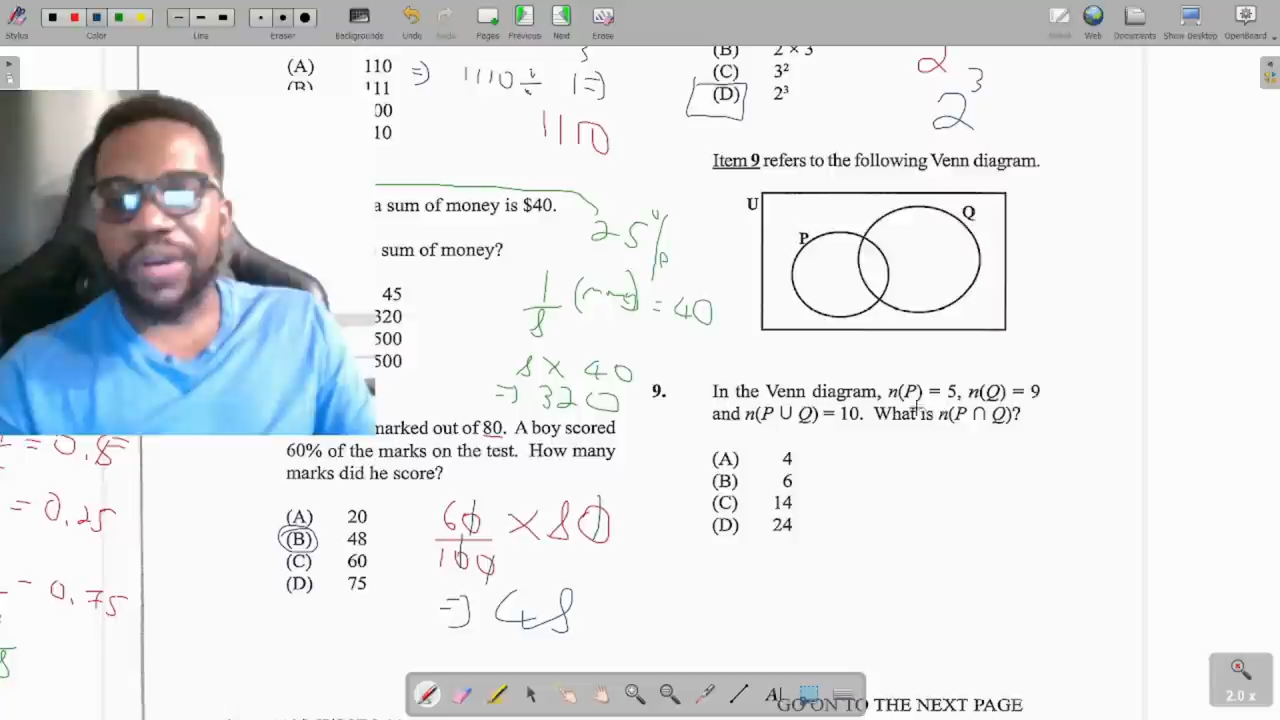 Stylus
Color
Line
Eraser
Backgrounds
Undo
Redo
Pages
Previous
Next
Erase
Web
Documents
Show Desktop
OpenBoard
(A) 110
111
00
10
=> 1110 ÷ 1 =>
1110
a sum of money is $40.
sum of money?
45
320
500
500
25
1/8 (money) = 40
8 x 40
=> 320
marked out of 80. A boy scored
60% of the marks on the test. How many
marks did he score?
(A) 20
(B) 48
(C) 60
(D) 75
60/100 x 80
=> 48
= 0.8
= 0.25
- 0.75
8
(B) 2 × 3
(C) 3²
(D) 2³
2
2³
Item 9 refers to the following Venn diagram.
U
P
Q
9. In the Venn diagram, n(P) = 5, n(Q) = 9
and n(P ∪ Q) = 10. What is n(P ∩ Q)?
(A) 4
(B) 6
(C) 14
(D) 24
GO ON TO THE NEXT PAGE
2.0 x